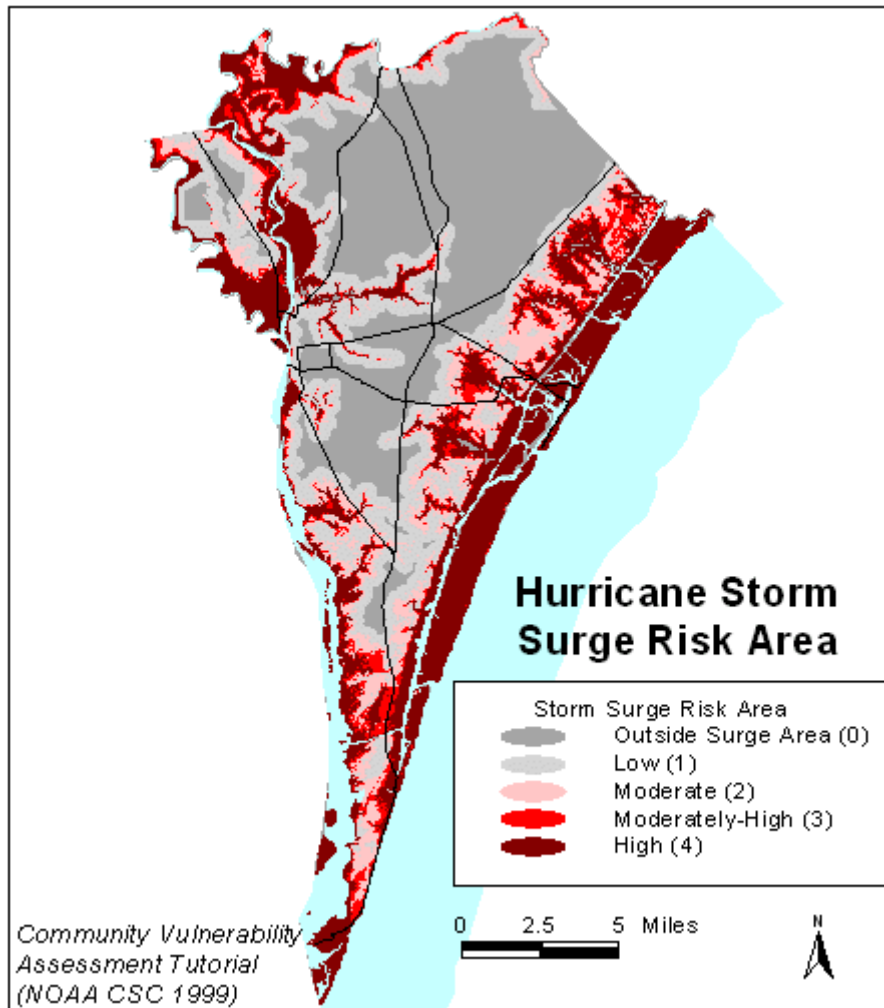 Hurricane Storm
Surge Risk Area
Storm Surge Risk Area
Outside Surge Area (0)
Low (1)
Moderate (2)
Moderately-High (3)
High (4)
0 2.5 5 Miles
N
Community Vulnerability
Assessment Tutorial
(NOAA CSC 1999)